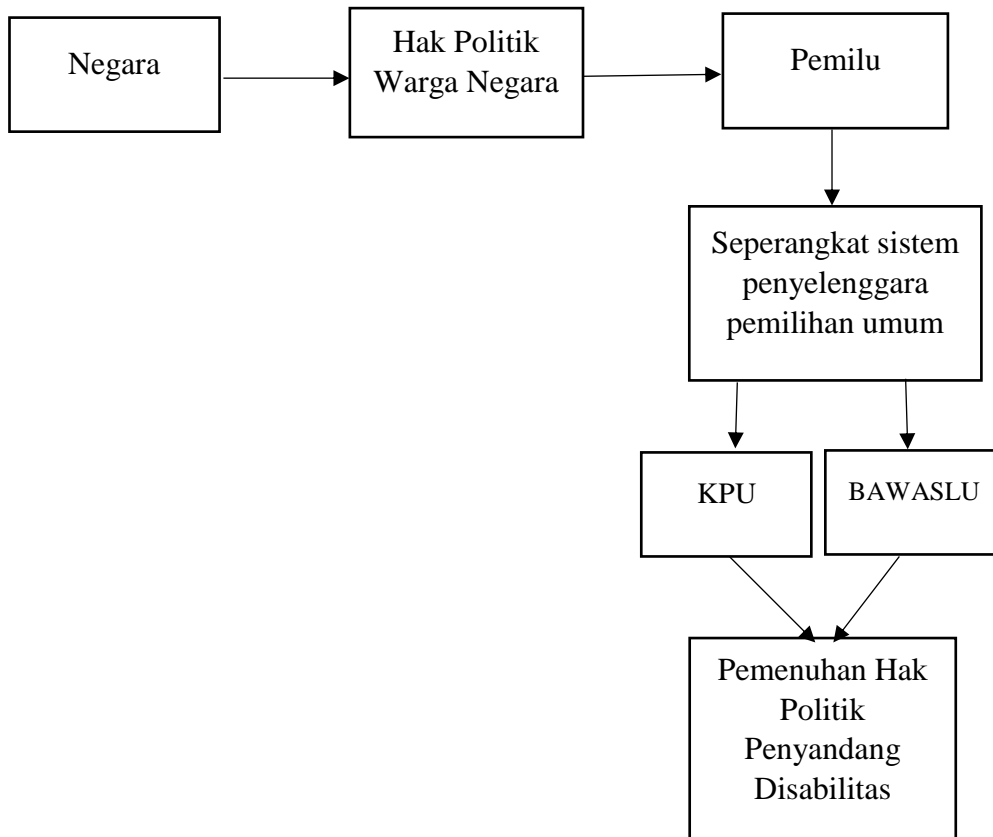 Negara
Hak Politik
Warga Negara
Pemilu
Seperangkat sistem
penyelenggara
pemilihan umum
KPU
BAWASLU
Pemenuhan Hak
Politik
Penyandang
Disabilitas